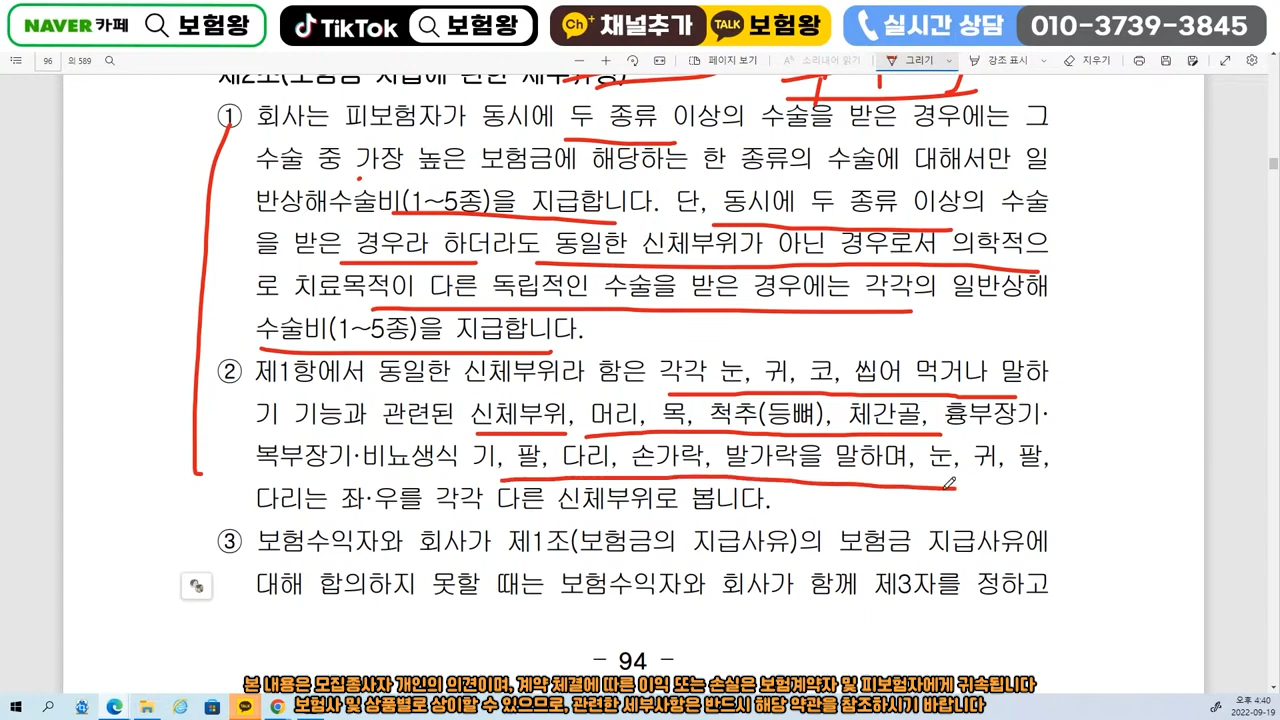 NAVER 카페 보험왕 TikTok 보험왕 Ch+ 채널추가 TALK 보험왕 실시간 상담 010-3739-3845
96 의 589 페이지 보기 소리내어 읽기 그리기 강조 표시 지우기
제2조(보험금 지급에 관한 세부규정)
① 회사는 피보험자가 동시에 두 종류 이상의 수술을 받은 경우에는 그
수술 중 가장 높은 보험금에 해당하는 한 종류의 수술에 대해서만 일
반상해수술비(1~5종)을 지급합니다. 단, 동시에 두 종류 이상의 수술
을 받은 경우라 하더라도 동일한 신체부위가 아닌 경우로서 의학적으
로 치료목적이 다른 독립적인 수술을 받은 경우에는 각각의 일반상해
수술비(1~5종)을 지급합니다.
② 제1항에서 동일한 신체부위라 함은 각각 눈, 귀, 코, 씹어 먹거나 말하
기 기능과 관련된 신체부위, 머리, 목, 척추(등뼈), 체간골, 흉부장기·
복부장기·비뇨생식 기, 팔, 다리, 손가락, 발가락을 말하며, 눈, 귀, 팔,
다리는 좌·우를 각각 다른 신체부위로 봅니다.
③ 보험수익자와 회사가 제1조(보험금의 지급사유)의 보험금 지급사유에
대해 합의하지 못할 때는 보험수익자와 회사가 함께 제3자를 정하고
- 94 -
본 내용은 모집종사자 개인의 의견이며, 계약 체결에 따른 이익 또는 손실은 보험계약자 및 피보험자에게 귀속됩니다
보험사 및 상품별로 상이할 수 있으므로, 관련한 세부사항은 반드시 해당 약관을 참조하시기 바랍니다
오후 4:40
2022-09-19